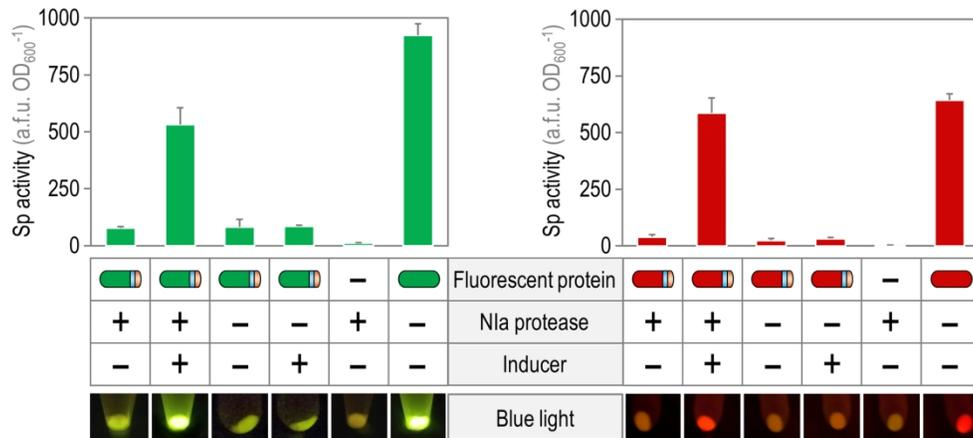 1000
750
500
250
0
Sp activity (a.f.u. OD600-1)
1000
750
500
250
0
Sp activity (a.f.u. OD600-1)
– Fluorescent protein –
+ + – – + – NIa protease + + – – + –
– + – + – – Inducer – + – + – –
Blue light